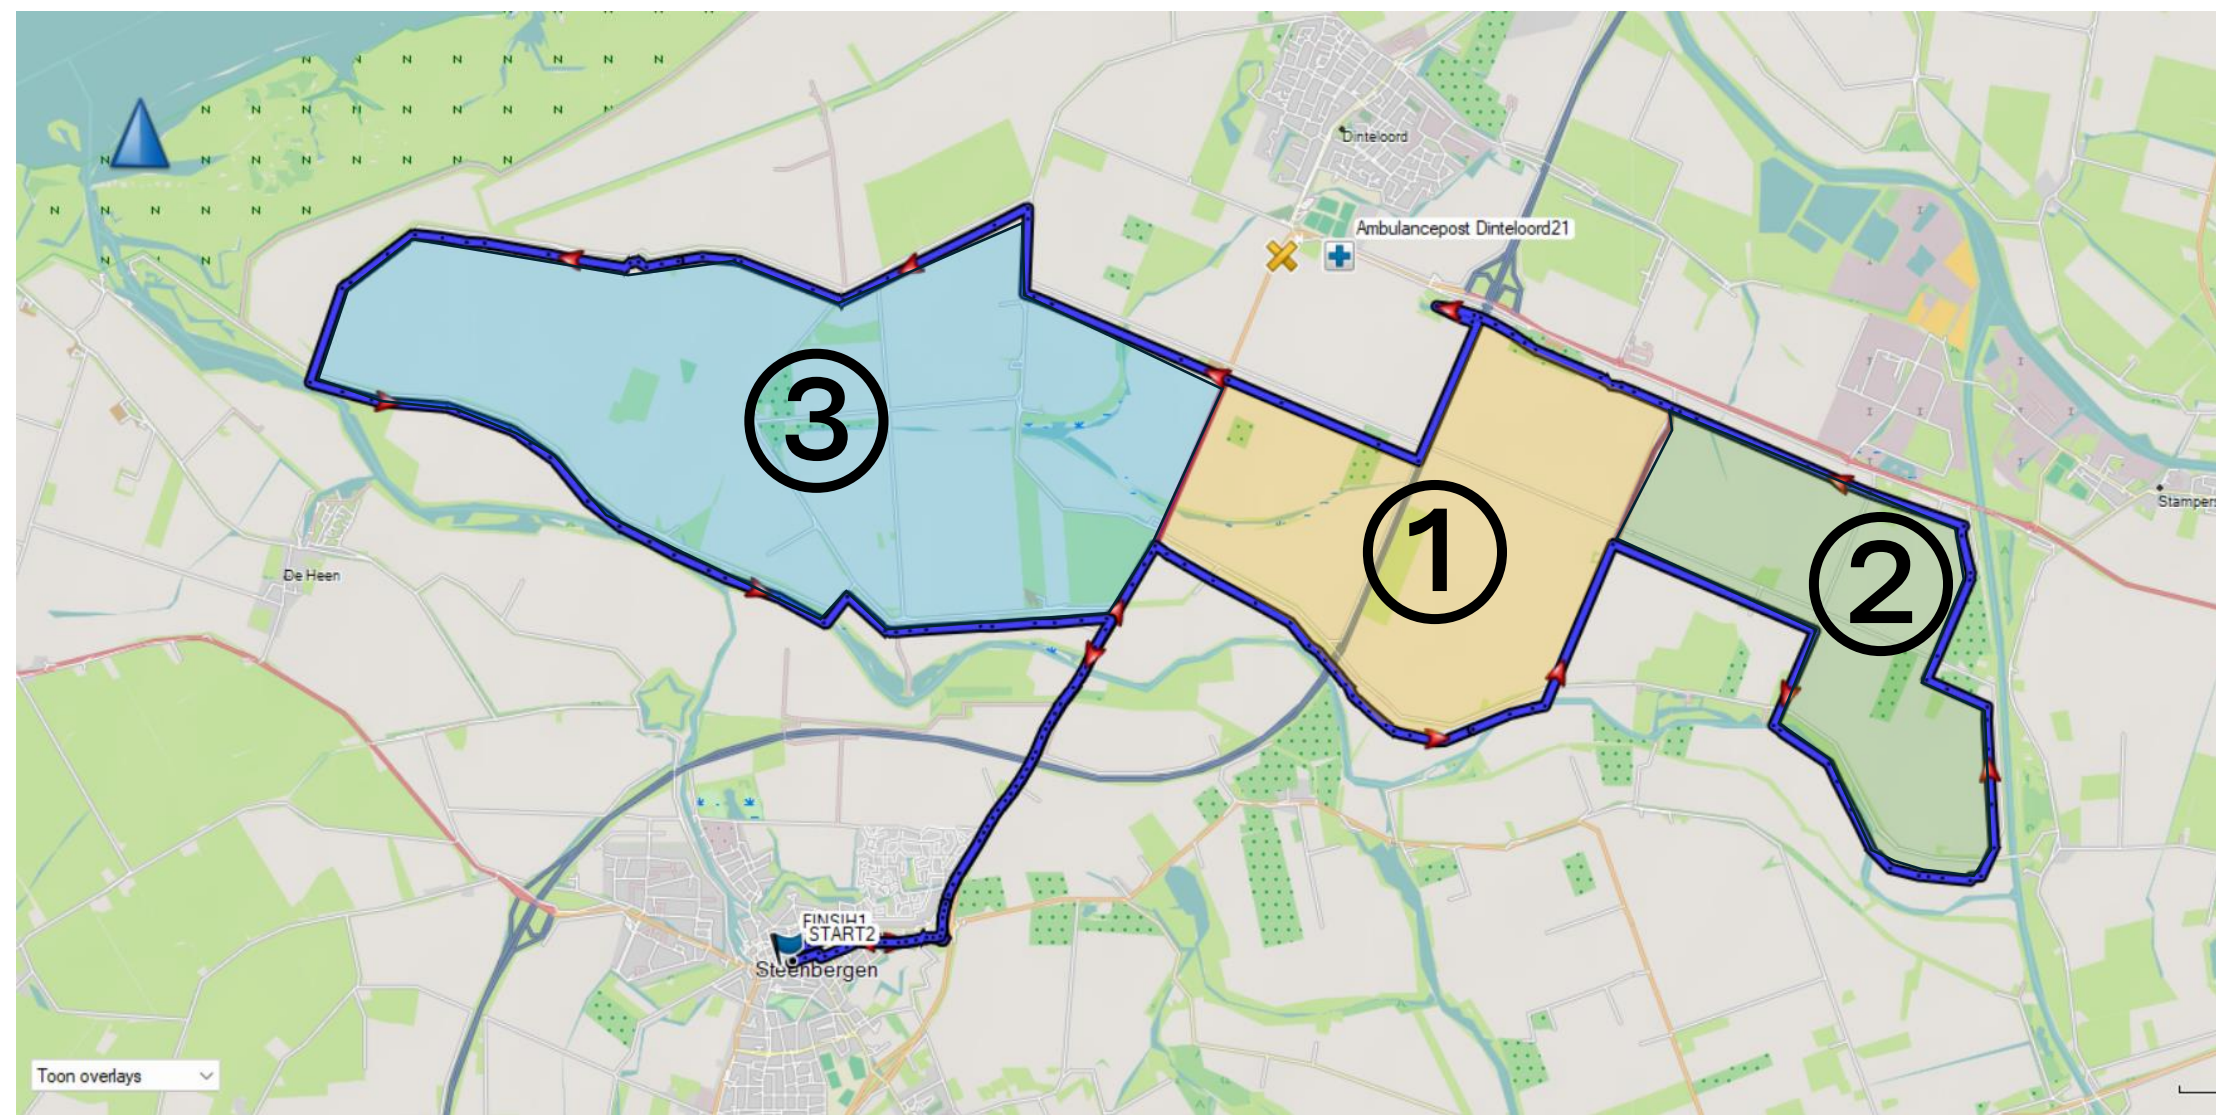 Dinteloord
Ambulancepost Dinteloord21
3
1
2
Stampers
De Heen
FINSIH1
START2
Steenbergen
Toon overlays